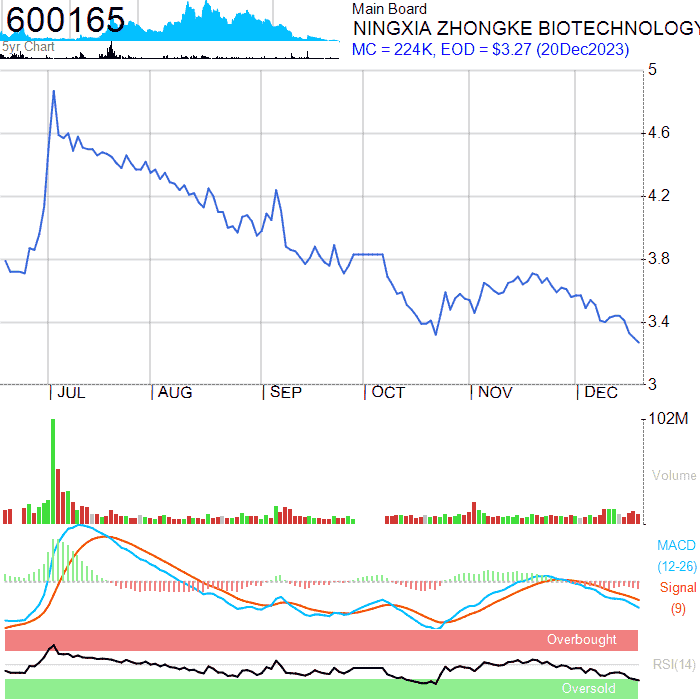 600165
5yr Chart
Main Board
NINGXIA ZHONGKE BIOTECHNOLOGY
MC = 224K, EOD = $3.27 (20Dec2023)
5
4.6
4.2
3.8
3.4
3
JUL AUG SEP OCT NOV DEC
102M
Volume
MACD
(12-26)
Signal
(9)
Overbought
RSI(14)
Oversold